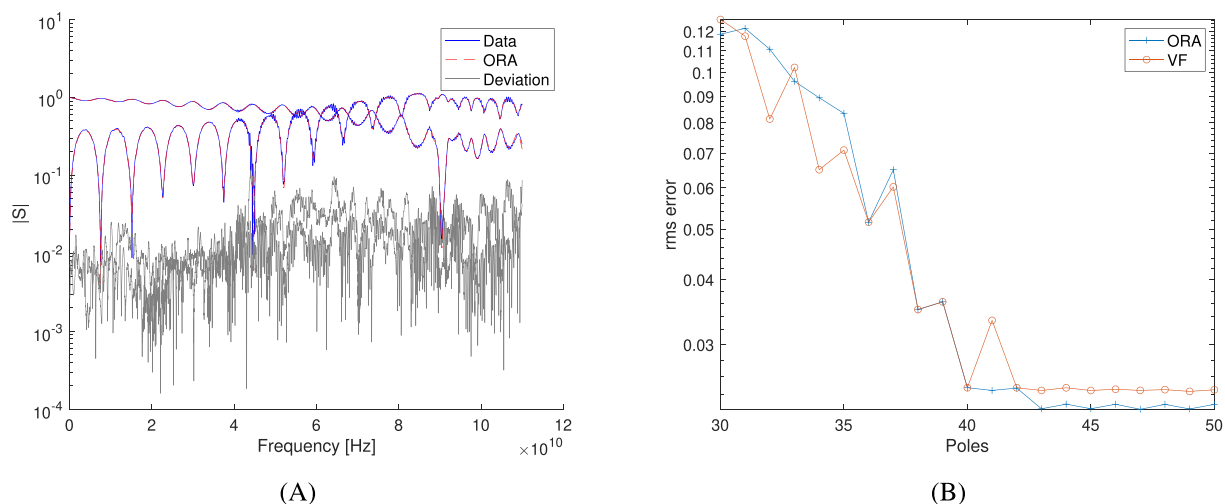 10^1
10^0
10^-1
10^-2
10^-3
10^-4
|S|
0
2
4
6
8
10
12
Frequency [Hz]
×10^10
Data
ORA
Deviation
(A)
0.12
0.11
0.1
0.09
0.08
0.07
0.06
0.05
0.04
0.03
rms error
30
35
40
45
50
Poles
ORA
VF
(B)